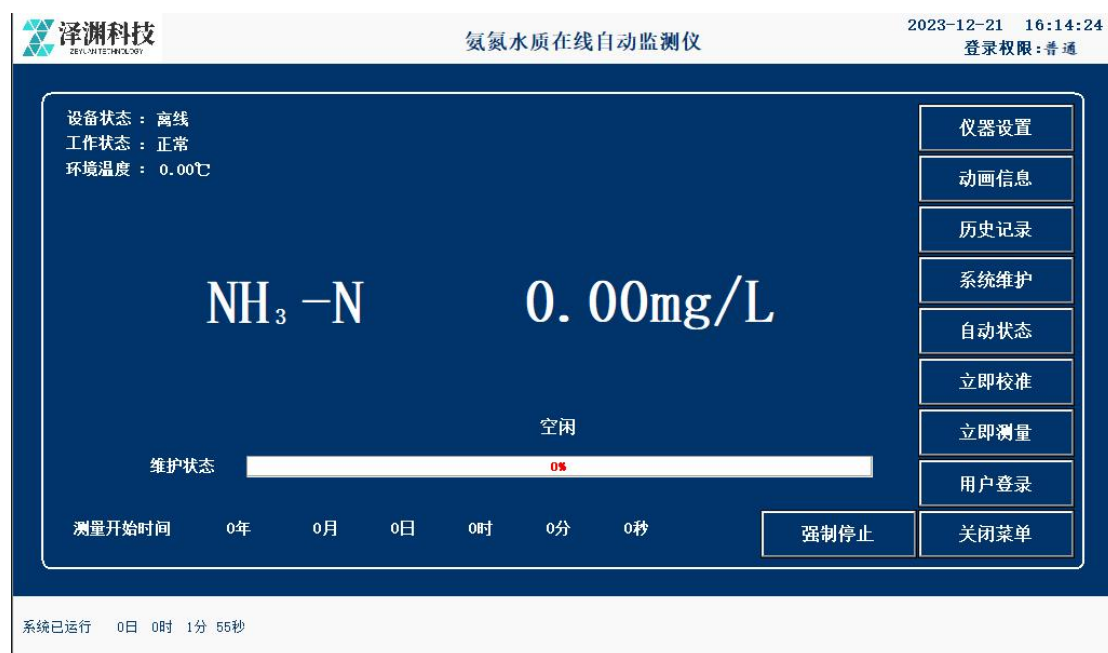 泽渊科技
ZEYUAN TECHNOLOGY
氨氮水质在线自动监测仪
2023-12-21 16:14:24
登录权限:普通
设备状态 : 离线
工作状态 : 正常
环境温度 : 0.00℃
NH₃-N 0.00mg/L
空闲
维护状态 0%
测量开始时间 0年 0月 0日 0时 0分 0秒
强制停止
仪器设置
动画信息
历史记录
系统维护
自动状态
立即校准
立即测量
用户登录
关闭菜单
系统已运行 0日 0时 1分 55秒